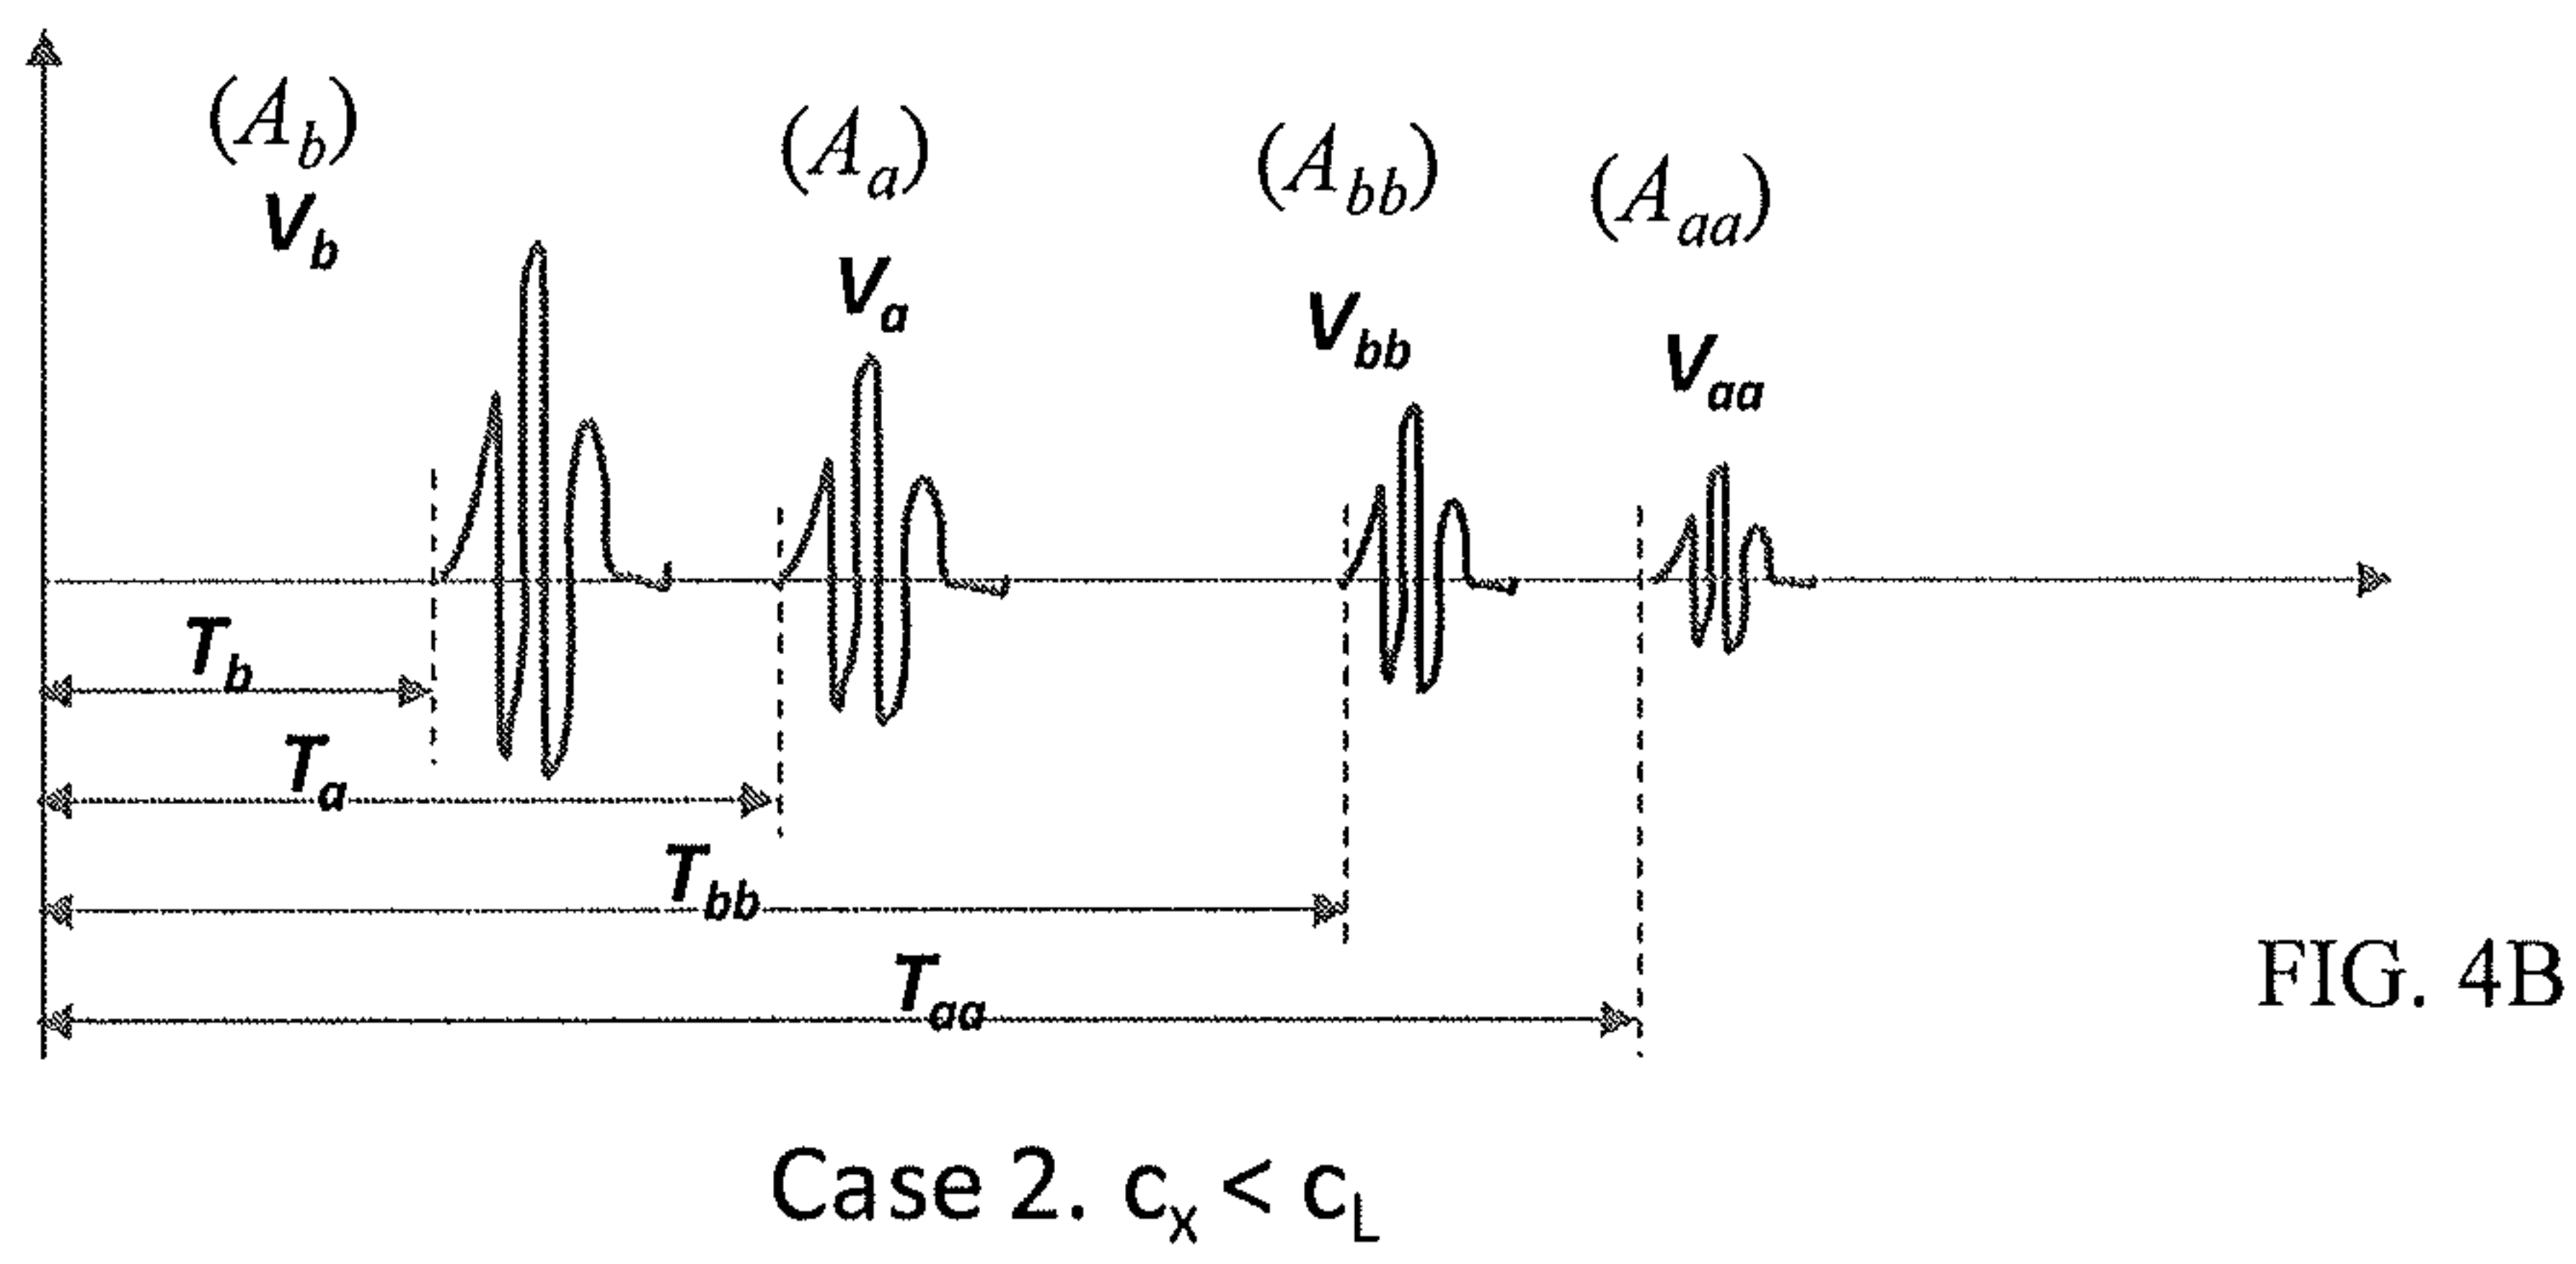 (A_b)
(A_a)
(A_bb)
(A_aa)
V_b
V_a
V_bb
V_aa
T_b
T_a
T_bb
T_aa
FIG. 4B
Case 2. c_x < c_L